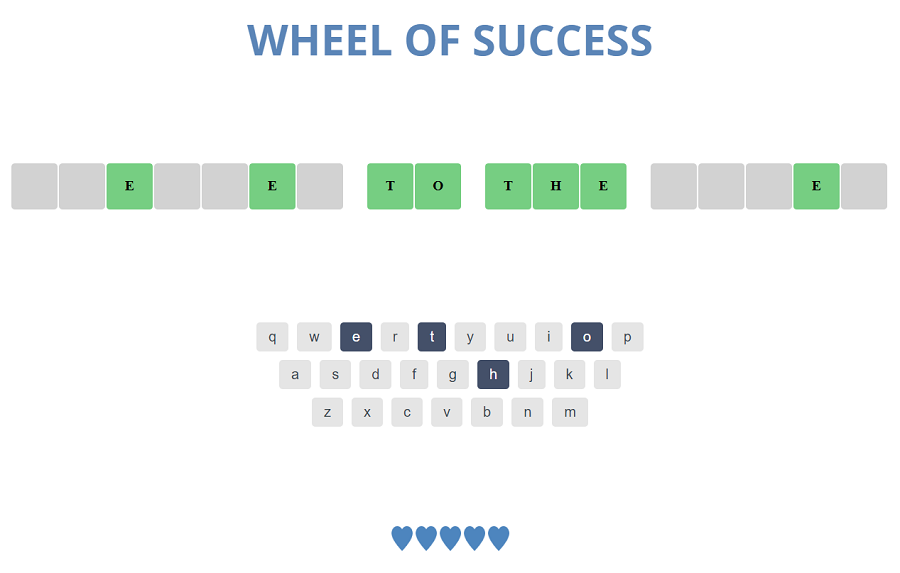 WHEEL OF SUCCESS
E E T O T H E E
q w e r t y u i o p
a s d f g h j k l
z x c v b n m